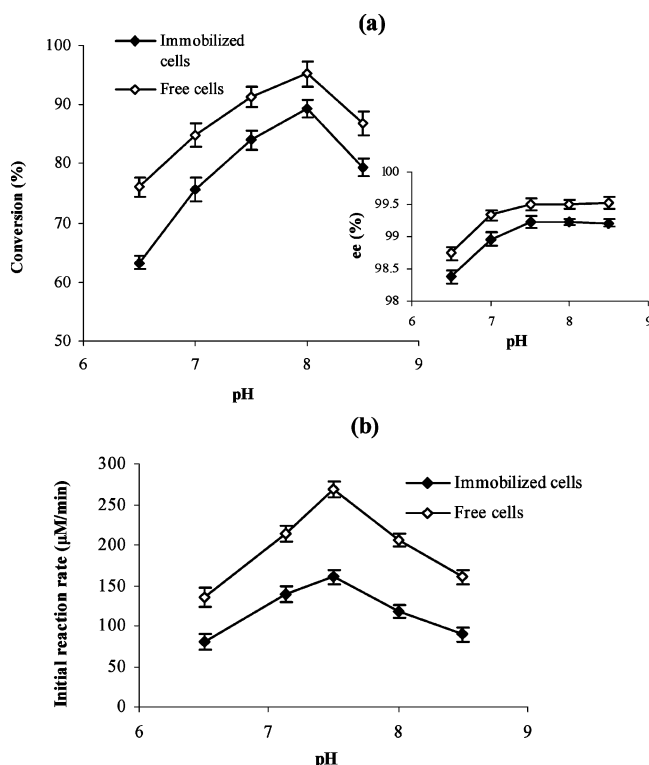 (a)
Immobilized
cells
Free cells
100
90
80
70
60
50
Conversion (%)
6 7 8 9
pH
100
99.5
99
98.5
98
ee (%)
6 7 8 9
pH
(b)
Immobilized cells
Free cells
300
250
200
150
100
50
0
Initial reaction rate (μM/min)
6 7 8 9
pH